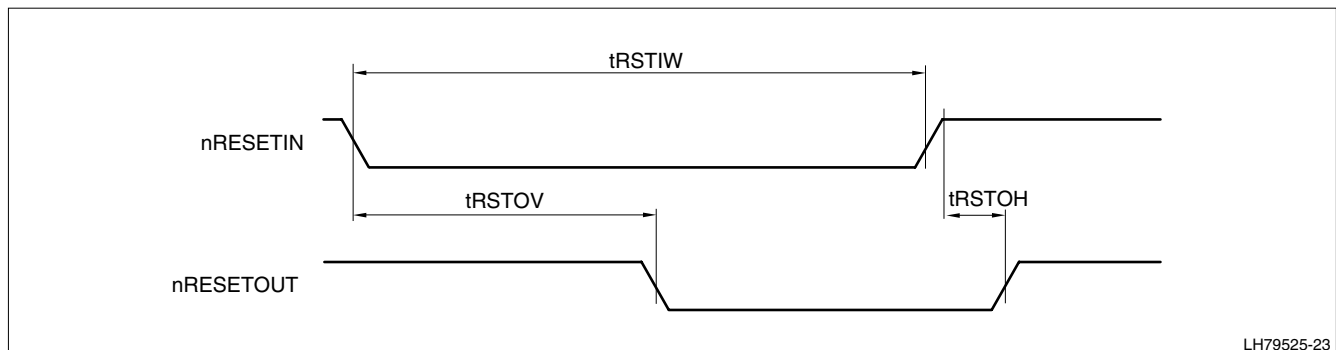 tRSTIW
nRESETIN
tRSTOV
tRSTOH
nRESETOUT
LH79525-23